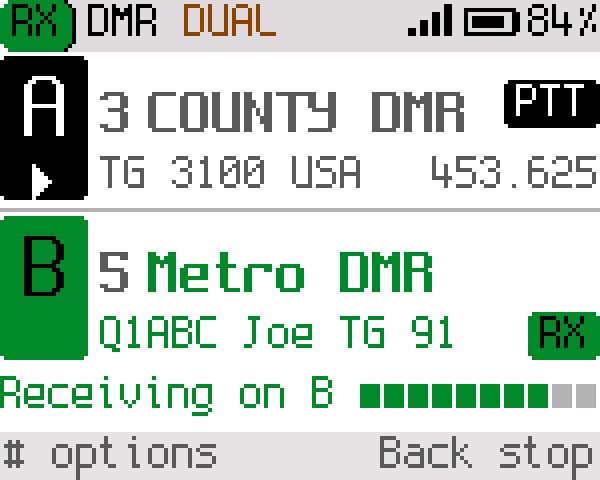 RX DMR DUAL 84%
A 3 COUNTY DMR PTT
TG 3100 USA 453.625
B 5 Metro DMR
Q1ABC Joe TG 91 RX
Receiving on B
# options Back stop